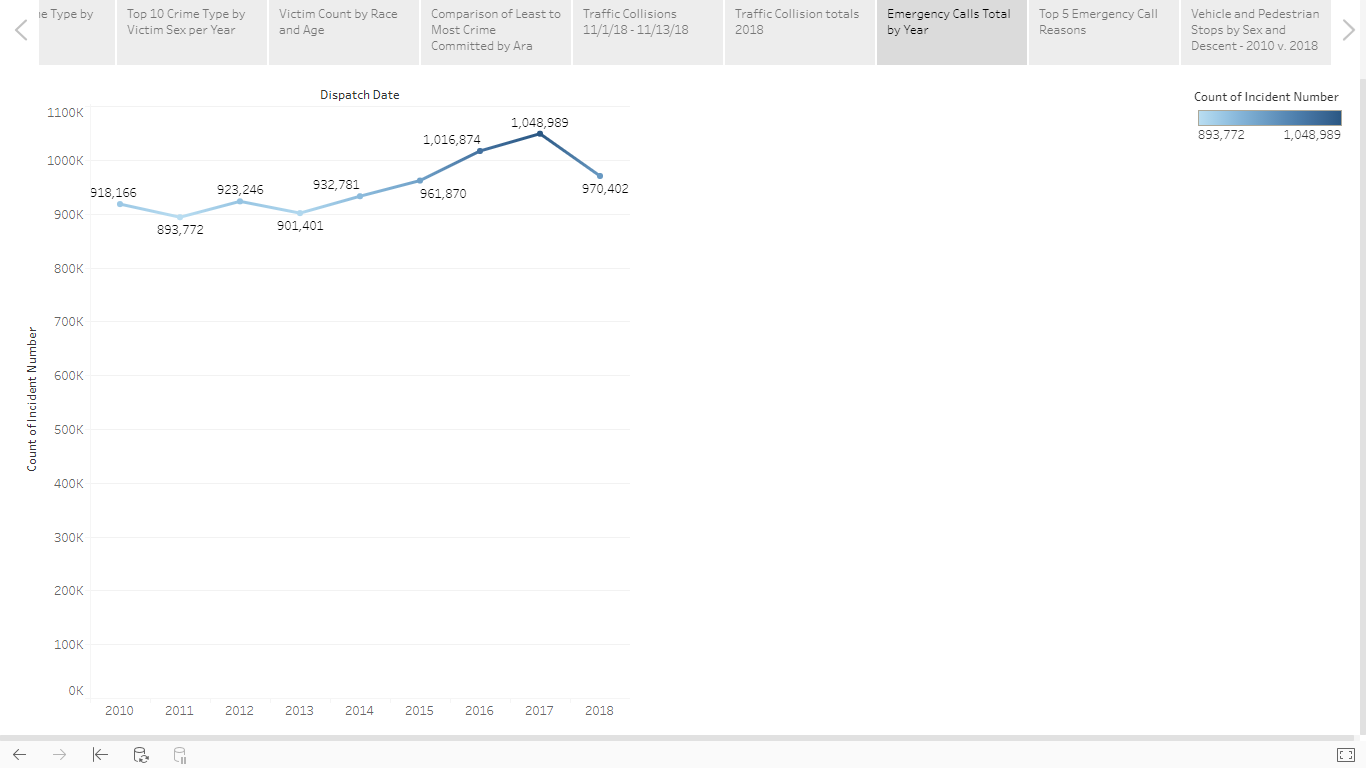 e Type by
Top 10 Crime Type by
Victim Sex per Year
Victim Count by Race
and Age
Comparison of Least to
Most Crime
Committed by Ara
Traffic Collisions
11/1/18 - 11/13/18
Traffic Collision totals
2018
Emergency Calls Total
by Year
Top 5 Emergency Call
Reasons
Vehicle and Pedestrian
Stops by Sex and
Descent - 2010 v. 2018
Dispatch Date
Count of Incident Number
893,772
1,048,989
1100K
1000K
900K
800K
700K
600K
500K
400K
300K
200K
100K
0K
Count of Incident Number
918,166
893,772
923,246
901,401
932,781
961,870
1,016,874
1,048,989
970,402
2010
2011
2012
2013
2014
2015
2016
2017
2018